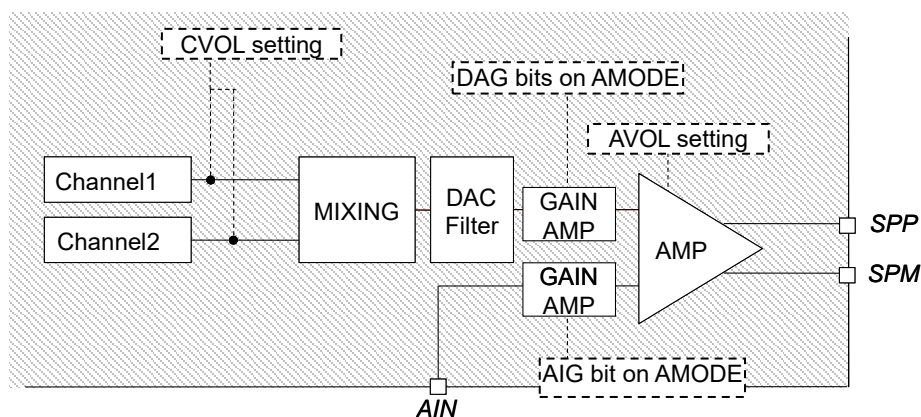 CVOL setting
DAG bits on AMODE
AVOL setting
Channel1
Channel2
MIXING
DAC
Filter
GAIN
AMP
GAIN
AMP
AMP
SPP
SPM
AIG bit on AMODE
AIN